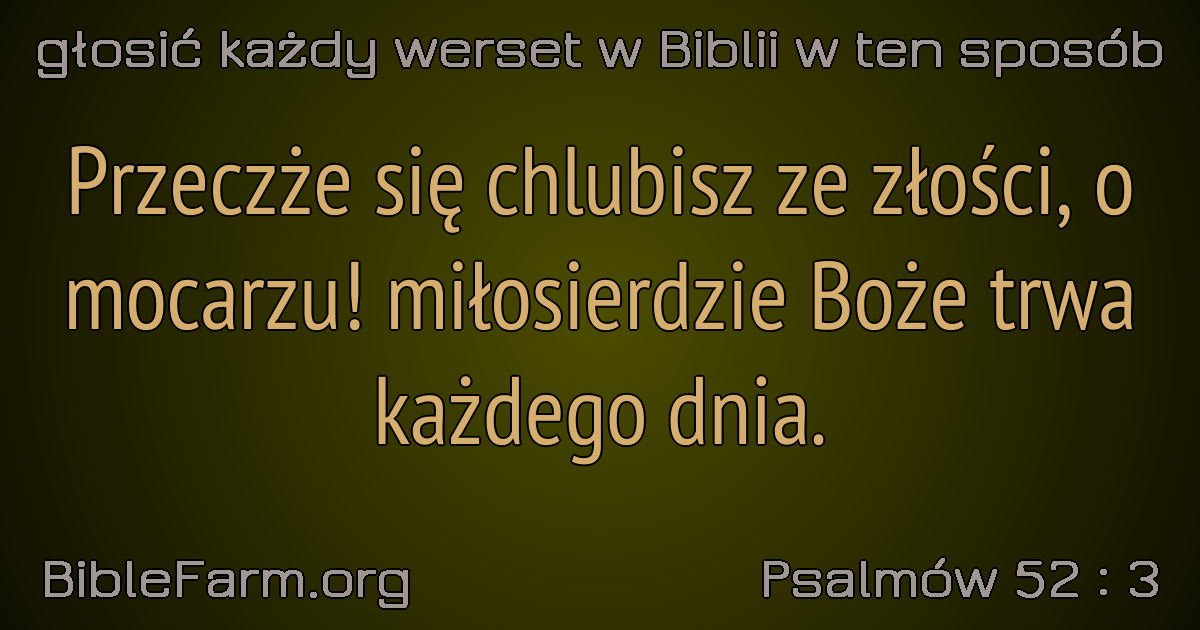 głosić każdy werset w Biblii w ten sposób
Przeczże się chlubisz ze złości, o
mocarzu! miłosierdzie Boże trwa
każdego dnia.
BibleFarm.org
Psalmów 52 : 3